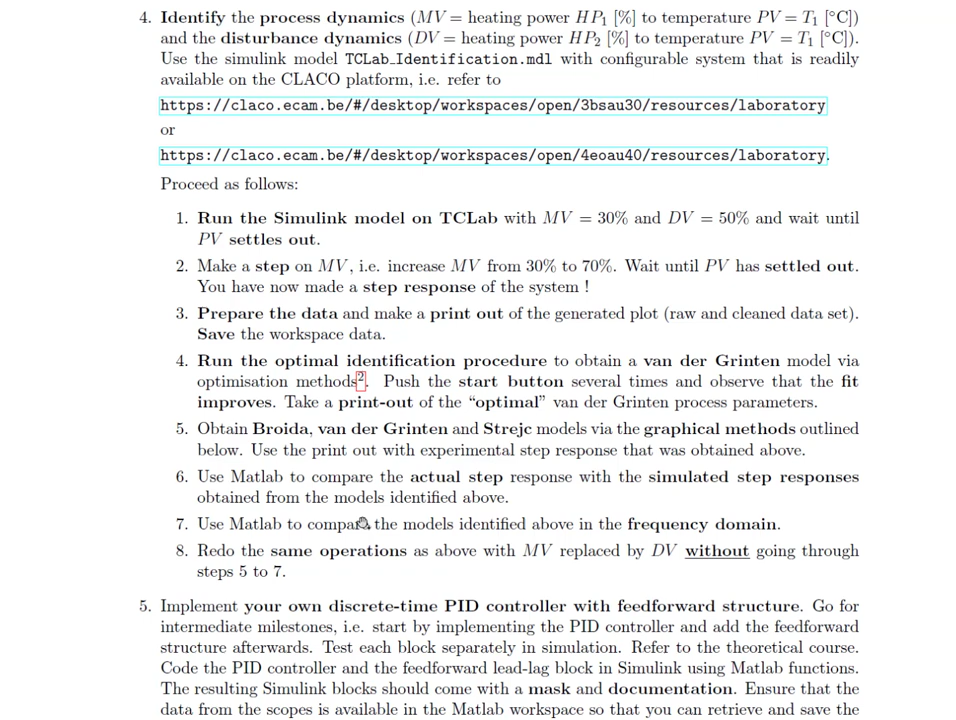 4. Identify the process dynamics (MV = heating power HP1 [%] to temperature PV = T1 [°C])
and the disturbance dynamics (DV = heating power HP2 [%] to temperature PV = T1 [°C]).
Use the simulink model TCLab_Identification.mdl with configurable system that is readily
available on the CLACO platform, i.e. refer to
https://claco.ecam.be/#/desktop/workspaces/open/3bsau30/resources/laboratory
or
https://claco.ecam.be/#/desktop/workspaces/open/4eoau40/resources/laboratory.
Proceed as follows:
1. Run the Simulink model on TCLab with MV = 30% and DV = 50% and wait until
PV settles out.
2. Make a step on MV, i.e. increase MV from 30% to 70%. Wait until PV has settled out.
You have now made a step response of the system !
3. Prepare the data and make a print out of the generated plot (raw and cleaned data set).
Save the workspace data.
4. Run the optimal identification procedure to obtain a van der Grinten model via
optimisation methods2. Push the start button several times and observe that the fit
improves. Take a print-out of the “optimal” van der Grinten process parameters.
5. Obtain Broida, van der Grinten and Strejc models via the graphical methods outlined
below. Use the print out with experimental step response that was obtained above.
6. Use Matlab to compare the actual step response with the simulated step responses
obtained from the models identified above.
7. Use Matlab to compare the models identified above in the frequency domain.
8. Redo the same operations as above with MV replaced by DV without going through
steps 5 to 7.
5. Implement your own discrete-time PID controller with feedforward structure. Go for
intermediate milestones, i.e. start by implementing the PID controller and add the feedforward
structure afterwards. Test each block separately in simulation. Refer to the theoretical course.
Code the PID controller and the feedforward lead-lag block in Simulink using Matlab functions.
The resulting Simulink blocks should come with a mask and documentation. Ensure that the
data from the scopes is available in the Matlab workspace so that you can retrieve and save the